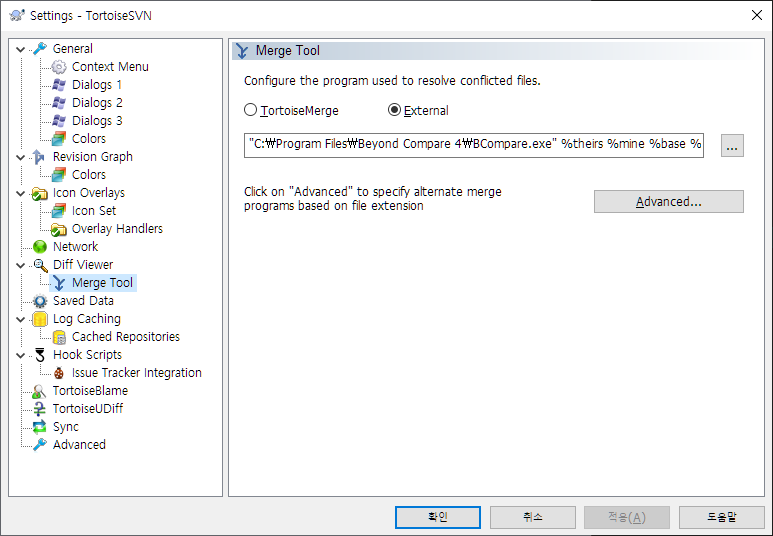 Settings - TortoiseSVN
General
Context Menu
Dialogs 1
Dialogs 2
Dialogs 3
Colors
Revision Graph
Colors
Icon Overlays
Icon Set
Overlay Handlers
Network
Diff Viewer
Merge Tool
Saved Data
Log Caching
Cached Repositories
Hook Scripts
Issue Tracker Integration
TortoiseBlame
TortoiseUDiff
Sync
Advanced
Merge Tool
Configure the program used to resolve conflicted files.
TortoiseMerge External
"C:₩Program Files₩Beyond Compare 4₩BCompare.exe" %theirs %mine %base % ...
Click on "Advanced" to specify alternate merge
programs based on file extension
Advanced...
확인 취소 적용(A) 도움말